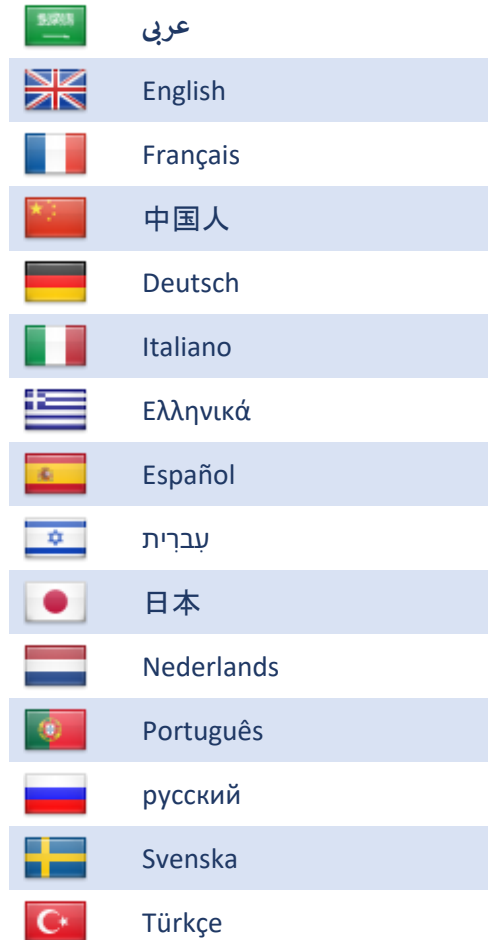 عربى
English
Français
中国人
Deutsch
Italiano
Ελληνικά
Español
עִברִית
日本
Nederlands
Português
русский
Svenska
Türkçe